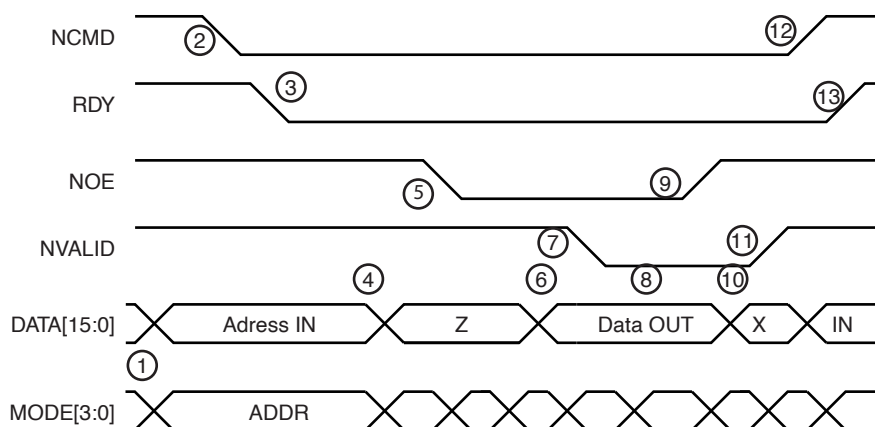 NCMD 2 12
RDY 3 13
NOE 5 9
NVALID 7 11
4 6 8 10
DATA[15:0] Adress IN Z Data OUT X IN
1
MODE[3:0] ADDR